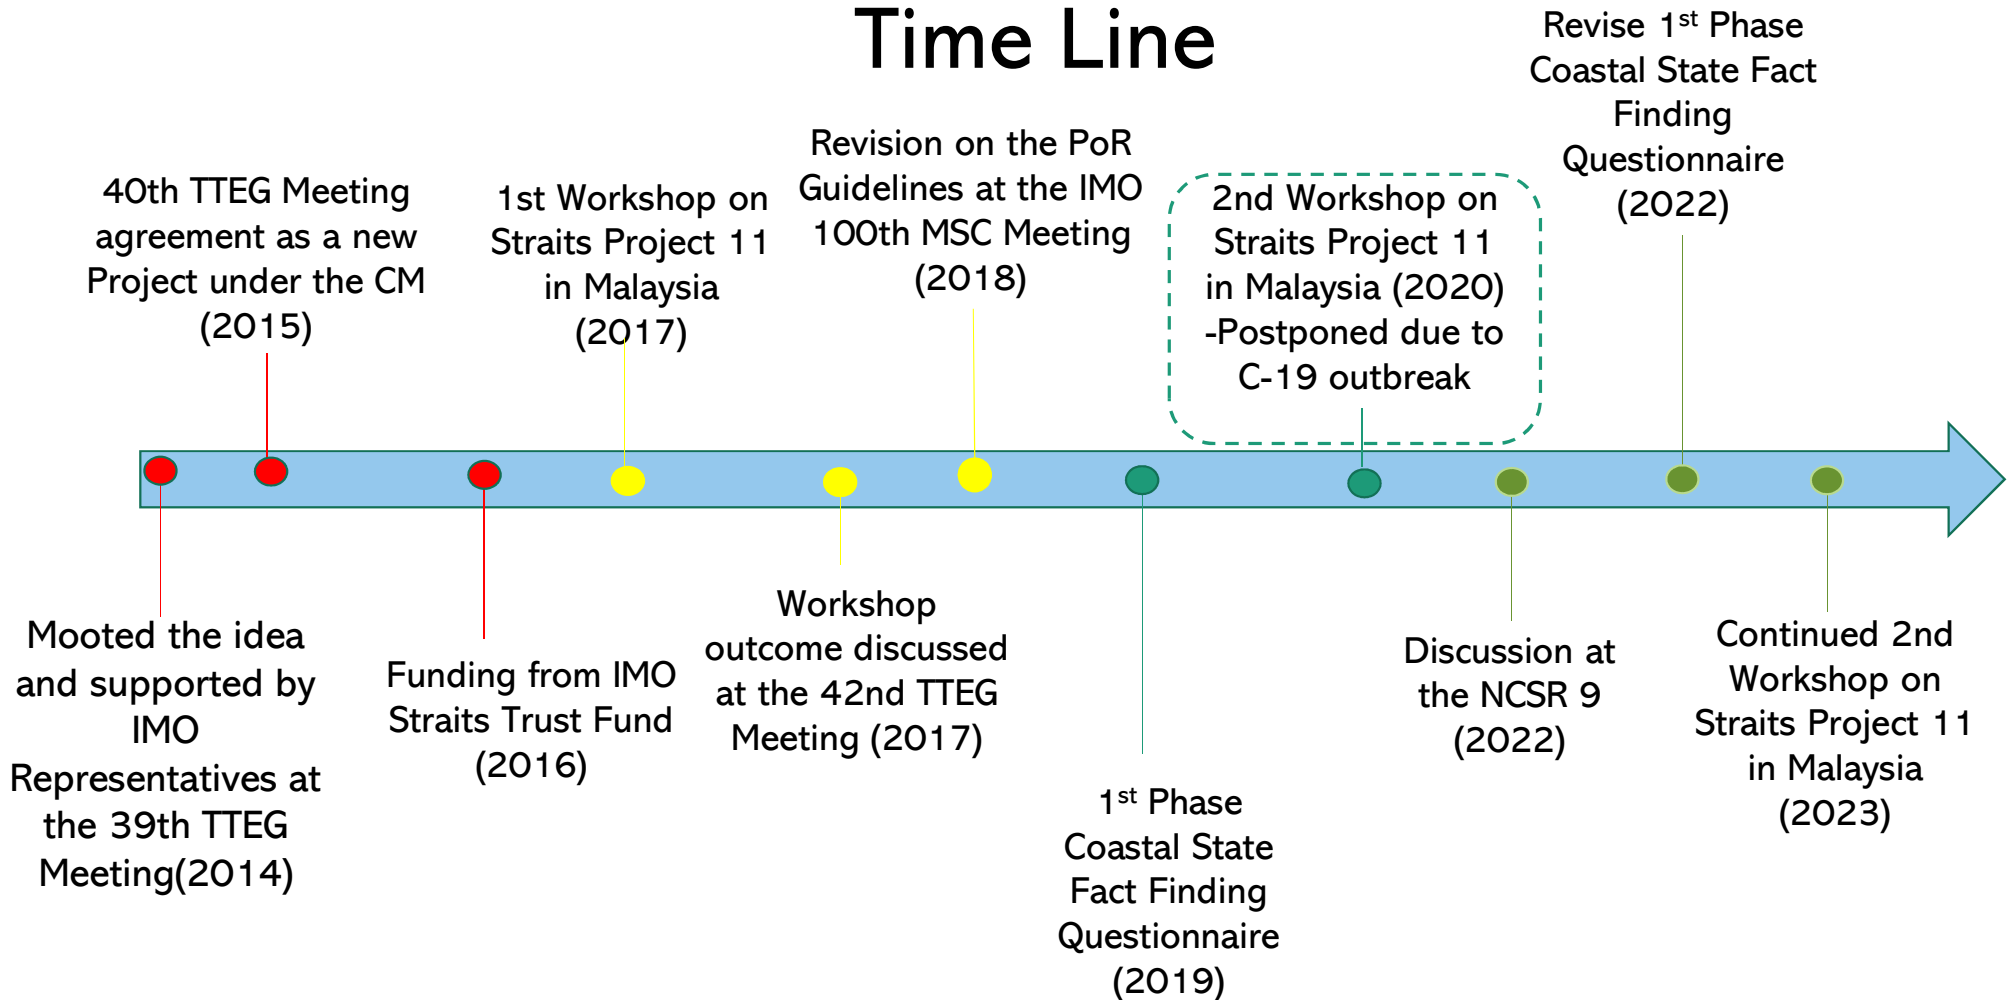 Time Line
40th TTEG Meeting
agreement as a new
Project under the CM
(2015)
1st Workshop on
Straits Project 11
in Malaysia
(2017)
Revision on the PoR
Guidelines at the IMO
100th MSC Meeting
(2018)
2nd Workshop on
Straits Project 11
in Malaysia (2020)
-Postponed due to
C-19 outbreak
Revise 1st Phase
Coastal State Fact
Finding
Questionnaire
(2022)
Mooted the idea
and supported by
IMO
Representatives at
the 39th TTEG
Meeting(2014)
Funding from IMO
Straits Trust Fund
(2016)
Workshop
outcome discussed
at the 42nd TTEG
Meeting (2017)
1st Phase
Coastal State
Fact Finding
Questionnaire
(2019)
Discussion at
the NCSR 9
(2022)
Continued 2nd
Workshop on
Straits Project 11
in Malaysia
(2023)